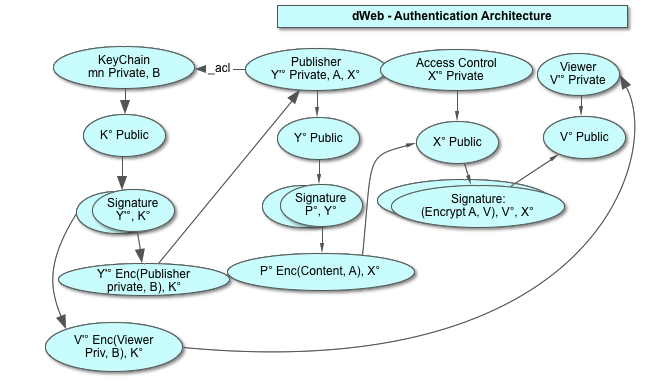 dWeb - Authentication Architecture
KeyChain
mn Private, B
_acl
Publisher
Y'° Private, A, X°
Access Control
X'° Private
Viewer
V'° Private
K° Public
Y° Public
X° Public
V° Public
Signature
Y'°, K°
Signature
P°, Y°
Signature:
(Encrypt A, V), V°, X°
Y'° Enc(Publisher
private, B), K°
P° Enc(Content, A), X°
V'° Enc(Viewer
Priv, B), K°